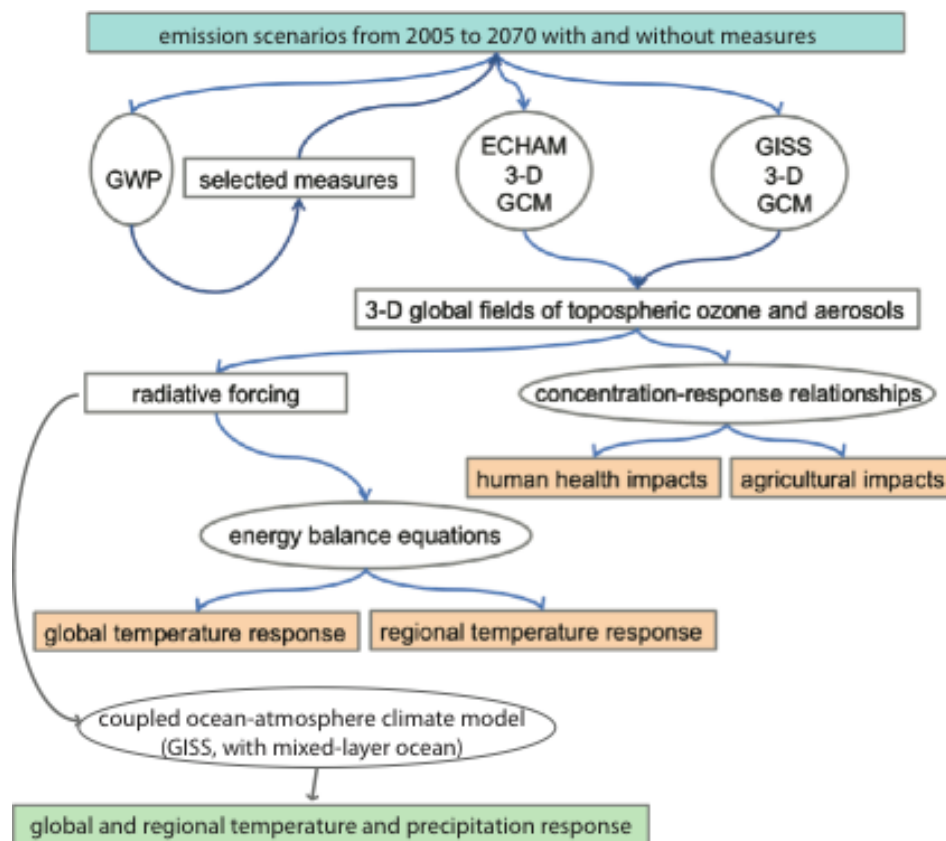 emission scenarios from 2005 to 2070 with and without measures
GWP
selected measures
ECHAM
3-D
GCM
GISS
3-D
GCM
3-D global fields of topospheric ozone and aerosols
radiative forcing
concentration-response relationships
human health impacts
agricultural impacts
energy balance equations
global temperature response
regional temperature response
coupled ocean-atmosphere climate model
(GISS, with mixed-layer ocean)
global and regional temperature and precipitation response